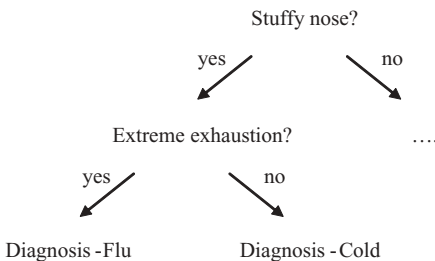 Stuffy nose?
yes no
Extreme exhaustion? ....
yes no
Diagnosis -Flu Diagnosis -Cold